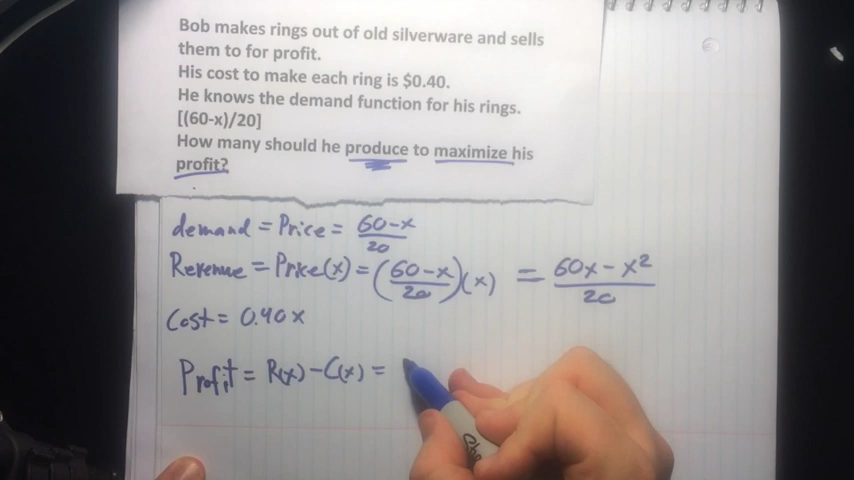 Bob makes rings out of old silverware and sells
them to for profit.
His cost to make each ring is $0.40.
He knows the demand function for his rings.
[(60-x)/20]
How many should he produce to maximize his
profit?
demand = Price = 60-x/20
Revenue = Price(x) = (60-x/20)(x) = 60x-x²/20
Cost = 0.40x
Profit = R(x) - C(x) =